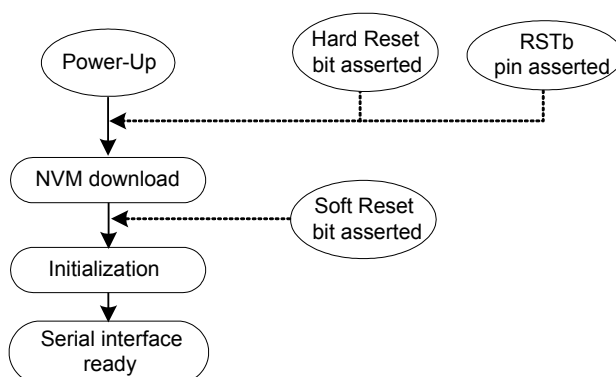 Power-Up
Hard Reset
bit asserted
RSTb
pin asserted
NVM download
Soft Reset
bit asserted
Initialization
Serial interface
ready